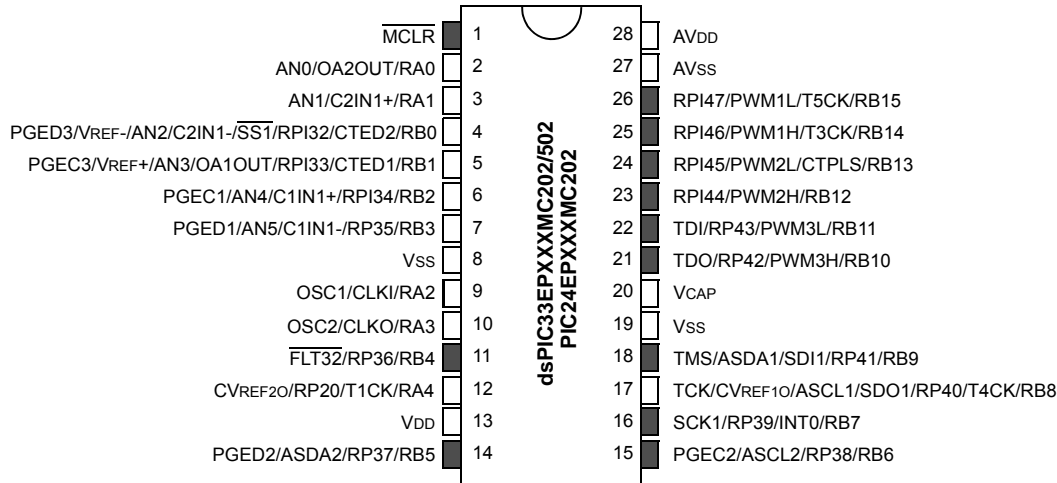 MCLR 1
AN0/OA2OUT/RA0 2
AN1/C2IN1+/RA1 3
PGED3/VREF-/AN2/C2IN1-/SS1/RPI32/CTED2/RB0 4
PGEC3/VREF+/AN3/OA1OUT/RPI33/CTED1/RB1 5
PGEC1/AN4/C1IN1+/RPI34/RB2 6
PGED1/AN5/C1IN1-/RP35/RB3 7
VSS 8
OSC1/CLKI/RA2 9
OSC2/CLKO/RA3 10
FLT32/RP36/RB4 11
CVREF2O/RP20/T1CK/RA4 12
VDD 13
PGED2/ASDA2/RP37/RB5 14
dsPIC33EPXXXMC202/502
PIC24EPXXXMC202
28 AVDD
27 AVSS
26 RPI47/PWM1L/T5CK/RB15
25 RPI46/PWM1H/T3CK/RB14
24 RPI45/PWM2L/CTPLS/RB13
23 RPI44/PWM2H/RB12
22 TDI/RP43/PWM3L/RB11
21 TDO/RP42/PWM3H/RB10
20 VCAP
19 VSS
18 TMS/ASDA1/SDI1/RP41/RB9
17 TCK/CVREF1O/ASCL1/SDO1/RP40/T4CK/RB8
16 SCK1/RP39/INT0/RB7
15 PGEC2/ASCL2/RP38/RB6